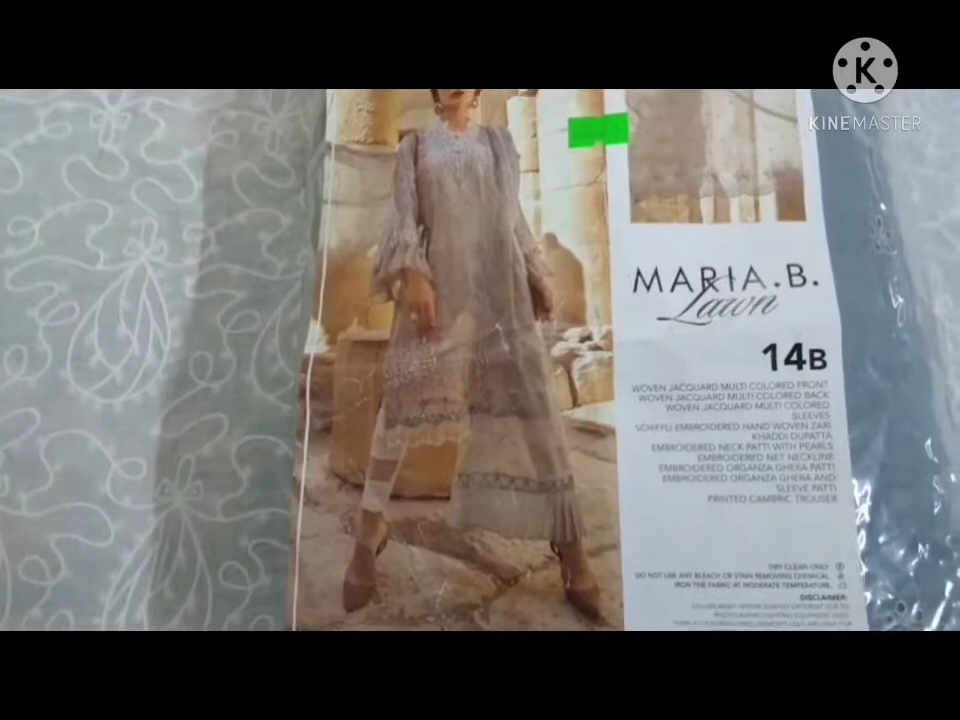 K
KINEMASTER
MARIA.B.
Lawn
14B
WOVEN JACQUARD MULTI COLORED FRONT
WOVEN JACQUARD MULTI COLORED BACK
WOVEN JACQUARD MULTI COLORED
SLEEVES
SCHIFFLI EMBROIDERED HAND WOVEN ZARI
KHADDI DUPATTA
EMBROIDERED NECK PATTI WITH PEARLS
EMBROIDERED NET NECKLINE
EMBROIDERED ORGANZA GHERA PATTI
EMBROIDERED ORGANZA GHERA AND
SLEEVE PATTI
PRINTED CAMBRIC TROUSER
DRY CLEAN ONLY.
DO NOT USE ANY BLEACH OR STAIN REMOVING CHEMICAL.
IRON THE FABRIC AT MODERATE TEMPERATURE.
DISCLAIMER: